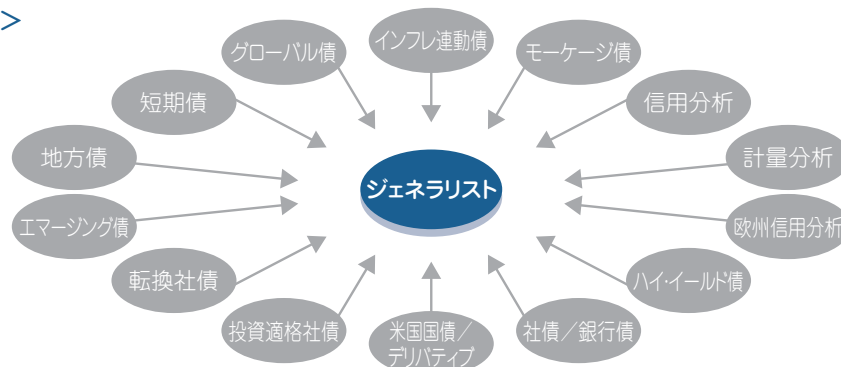 >
インフレ連動債
グローバル債
モーゲージ債
短期債
信用分析
地方債
計量分析
ジェネラリスト
エマージング債
欧州信用分析
転換社債
ハイ・イールド債
投資適格社債
米国国債／
デリバティブ
社債／銀行債